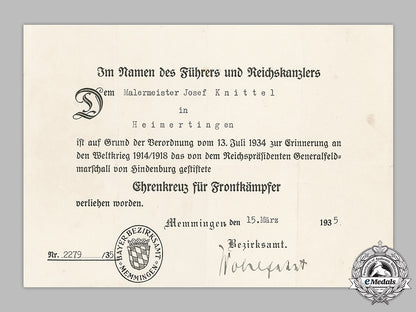 Im Namen des Führers und Reichskanzlers
Dem Malermeister Josef Knittel
in
Heimertingen
ist auf Grund der Verordnung vom 13. Juli 1934 zur Erinnerung an
den Weltkrieg 1914/1918 das von dem Reichspräsidenten Generalfeld-
marschall von Hindenburg gestiftete
Ehrenkreuz für Frontkämpfer
verliehen worden.
Memmingen den 15. März 1935
Bezirksamt.
Nr. 2279 /35
BAYER. BEZIRKSAMT
MEMMINGEN
eMedals